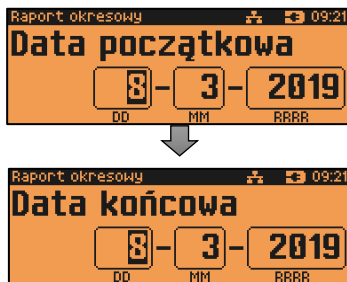 Raport okresowy 09:21
Data początkowa
8-3-2019
DD MM RRRR
Raport okresowy 09:21
Data końcowa
8-3-2019
DD MM RRRR